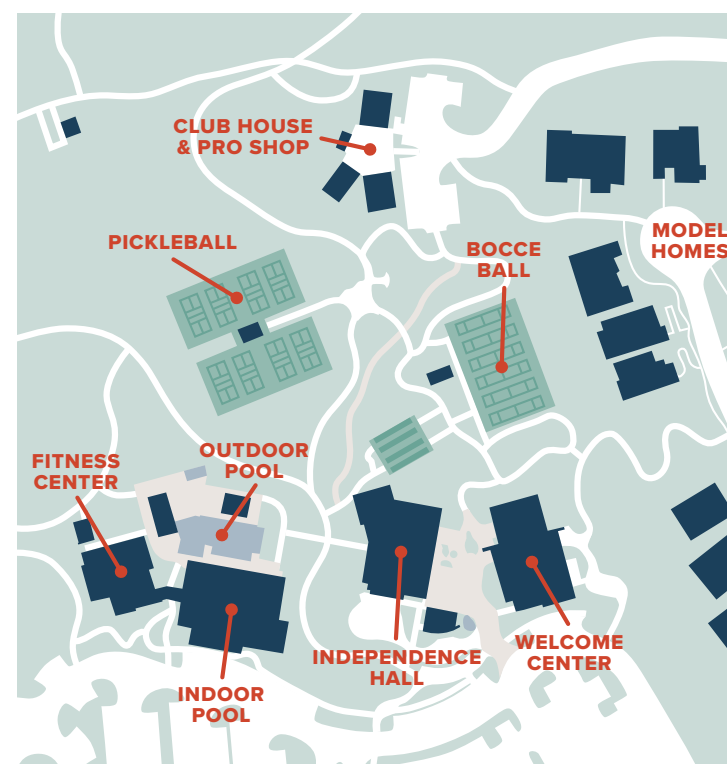 CLUB HOUSE
& PRO SHOP
PICKLEBALL
BOCCE
BALL
MODEL
HOMES
FITNESS
CENTER
OUTDOOR
POOL
INDEPENDENCE
HALL
WELCOME
CENTER
INDOOR
POOL